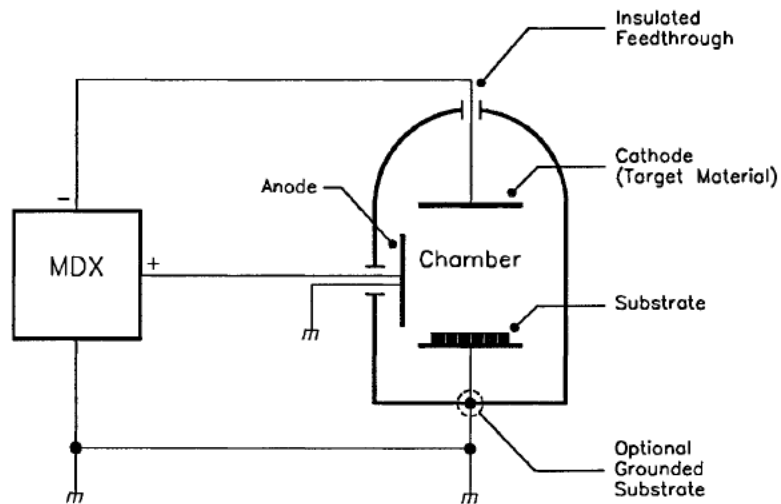 Insulated
Feedthrough
Cathode
(Target Material)
Anode
-
MDX
+
Chamber
Substrate
Optional
Grounded
Substrate